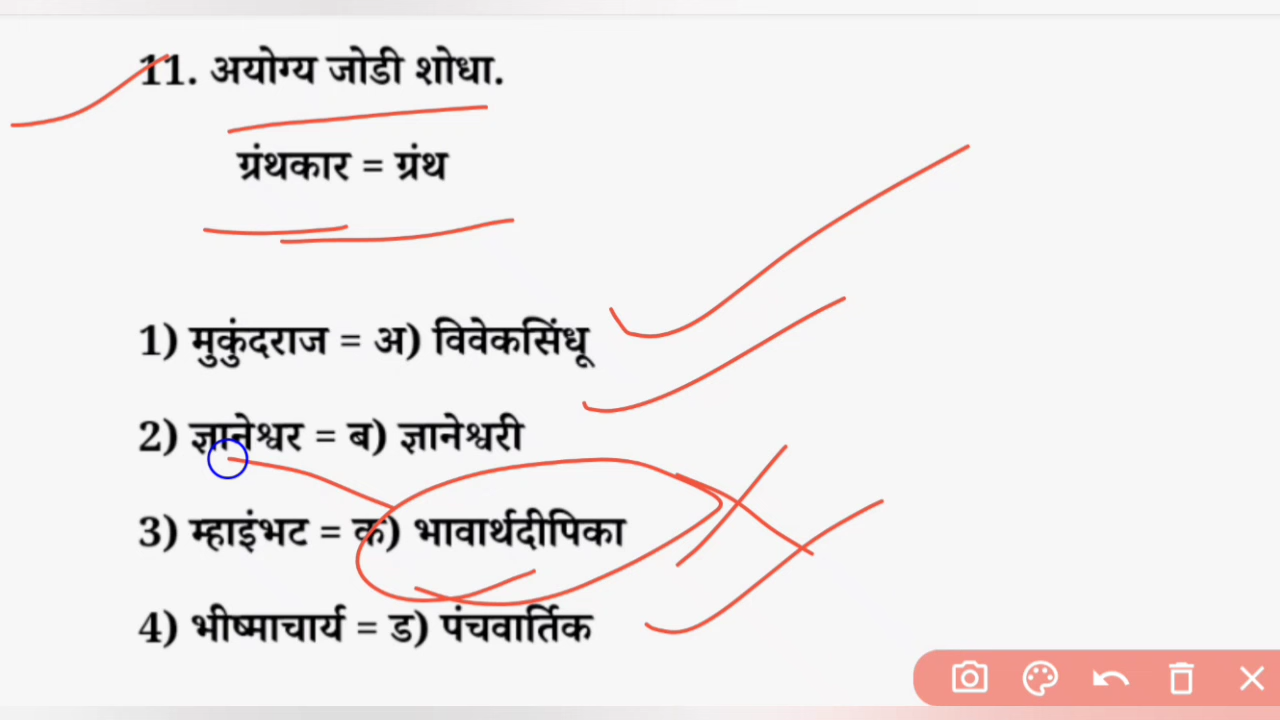 11. अयोग्य जोडी शोधा.
ग्रंथकार = ग्रंथ
1) मुकुंदराज = अ) विवेकसिंधू
2) ज्ञानेश्वर = ब) ज्ञानेश्वरी
3) म्हाइंभट = क) भावार्थदीपिका
4) भीष्माचार्य = ड) पंचवार्तिक